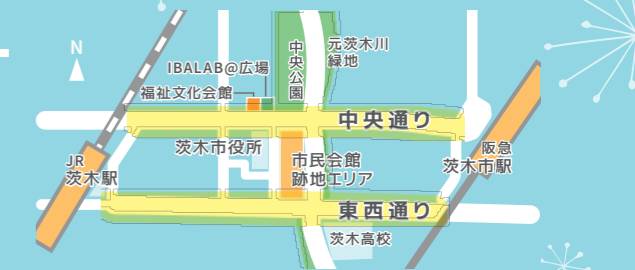 N
中央公園
元茨木川
緑地
IBALAB@広場
福祉文化会館
中央通り
茨木市役所
阪急
茨木市駅
JR
茨木駅
市民会館
跡地エリア
東西通り
茨木高校